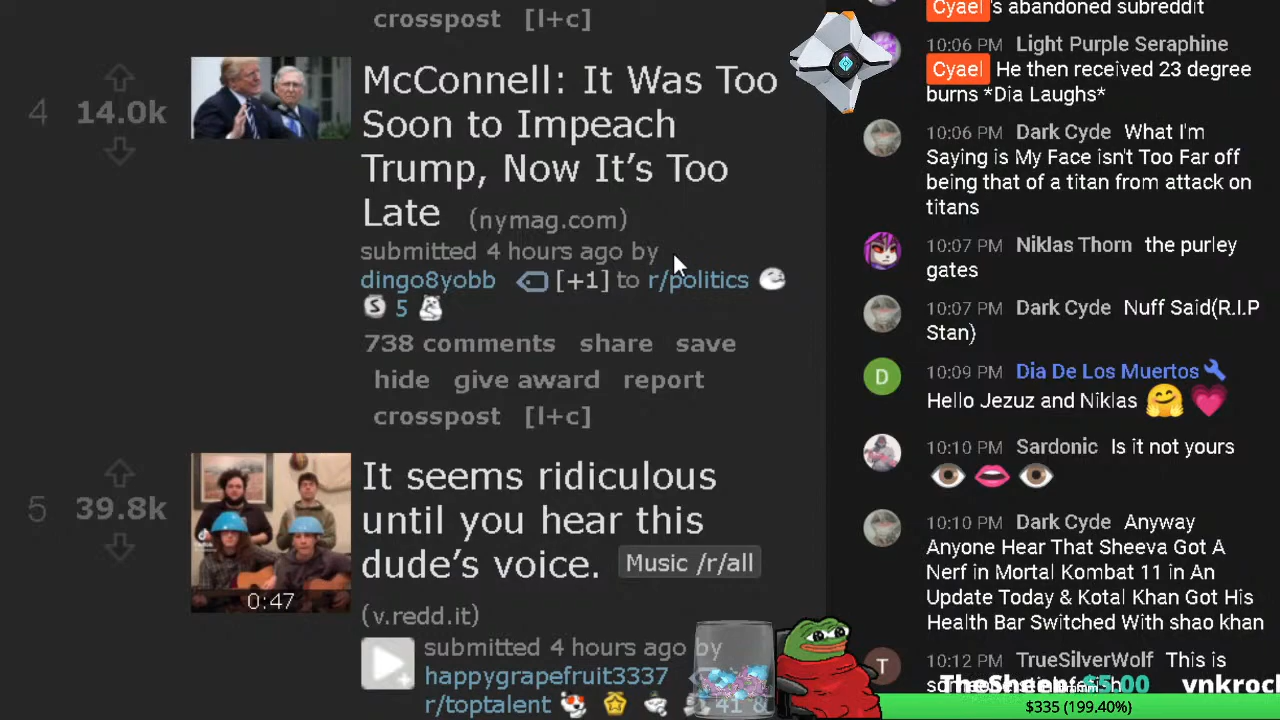 crosspost [l+c]
4
14.0k
McConnell: It Was Too
Soon to Impeach
Trump, Now It’s Too
Late (nymag.com)
submitted 4 hours ago by
dingo8yobb [+1] to r/politics
S 5
738 comments share save
hide give award report
crosspost [l+c]
5
39.8k
0:47
It seems ridiculous
until you hear this
dude’s voice. Music /r/all
(v.redd.it)
submitted 4 hours ago by
happygrapefruit3337
r/toptalent 41 &
Cyael 's abandoned subreddit
10:06 PM Light Purple Seraphine
Cyael He then received 23 degree
burns *Dia Laughs*
10:06 PM Dark Cyde What I'm
Saying is My Face isn't Too Far off
being that of a titan from attack on
titans
10:07 PM Niklas Thorn the purley
gates
10:07 PM Dark Cyde Nuff Said(R.I.P
Stan)
D
10:09 PM Dia De Los Muertos
Hello Jezuz and Niklas
10:10 PM Sardonic Is it not yours
10:10 PM Dark Cyde Anyway
Anyone Hear That Sheeva Got A
Nerf in Mortal Kombat 11 in An
Update Today & Kotal Khan Got His
Health Bar Switched With shao khan
T
10:12 PM TrueSilverWolf This is
TheSheep $5.00 vnkrock
$335 (199.40%)